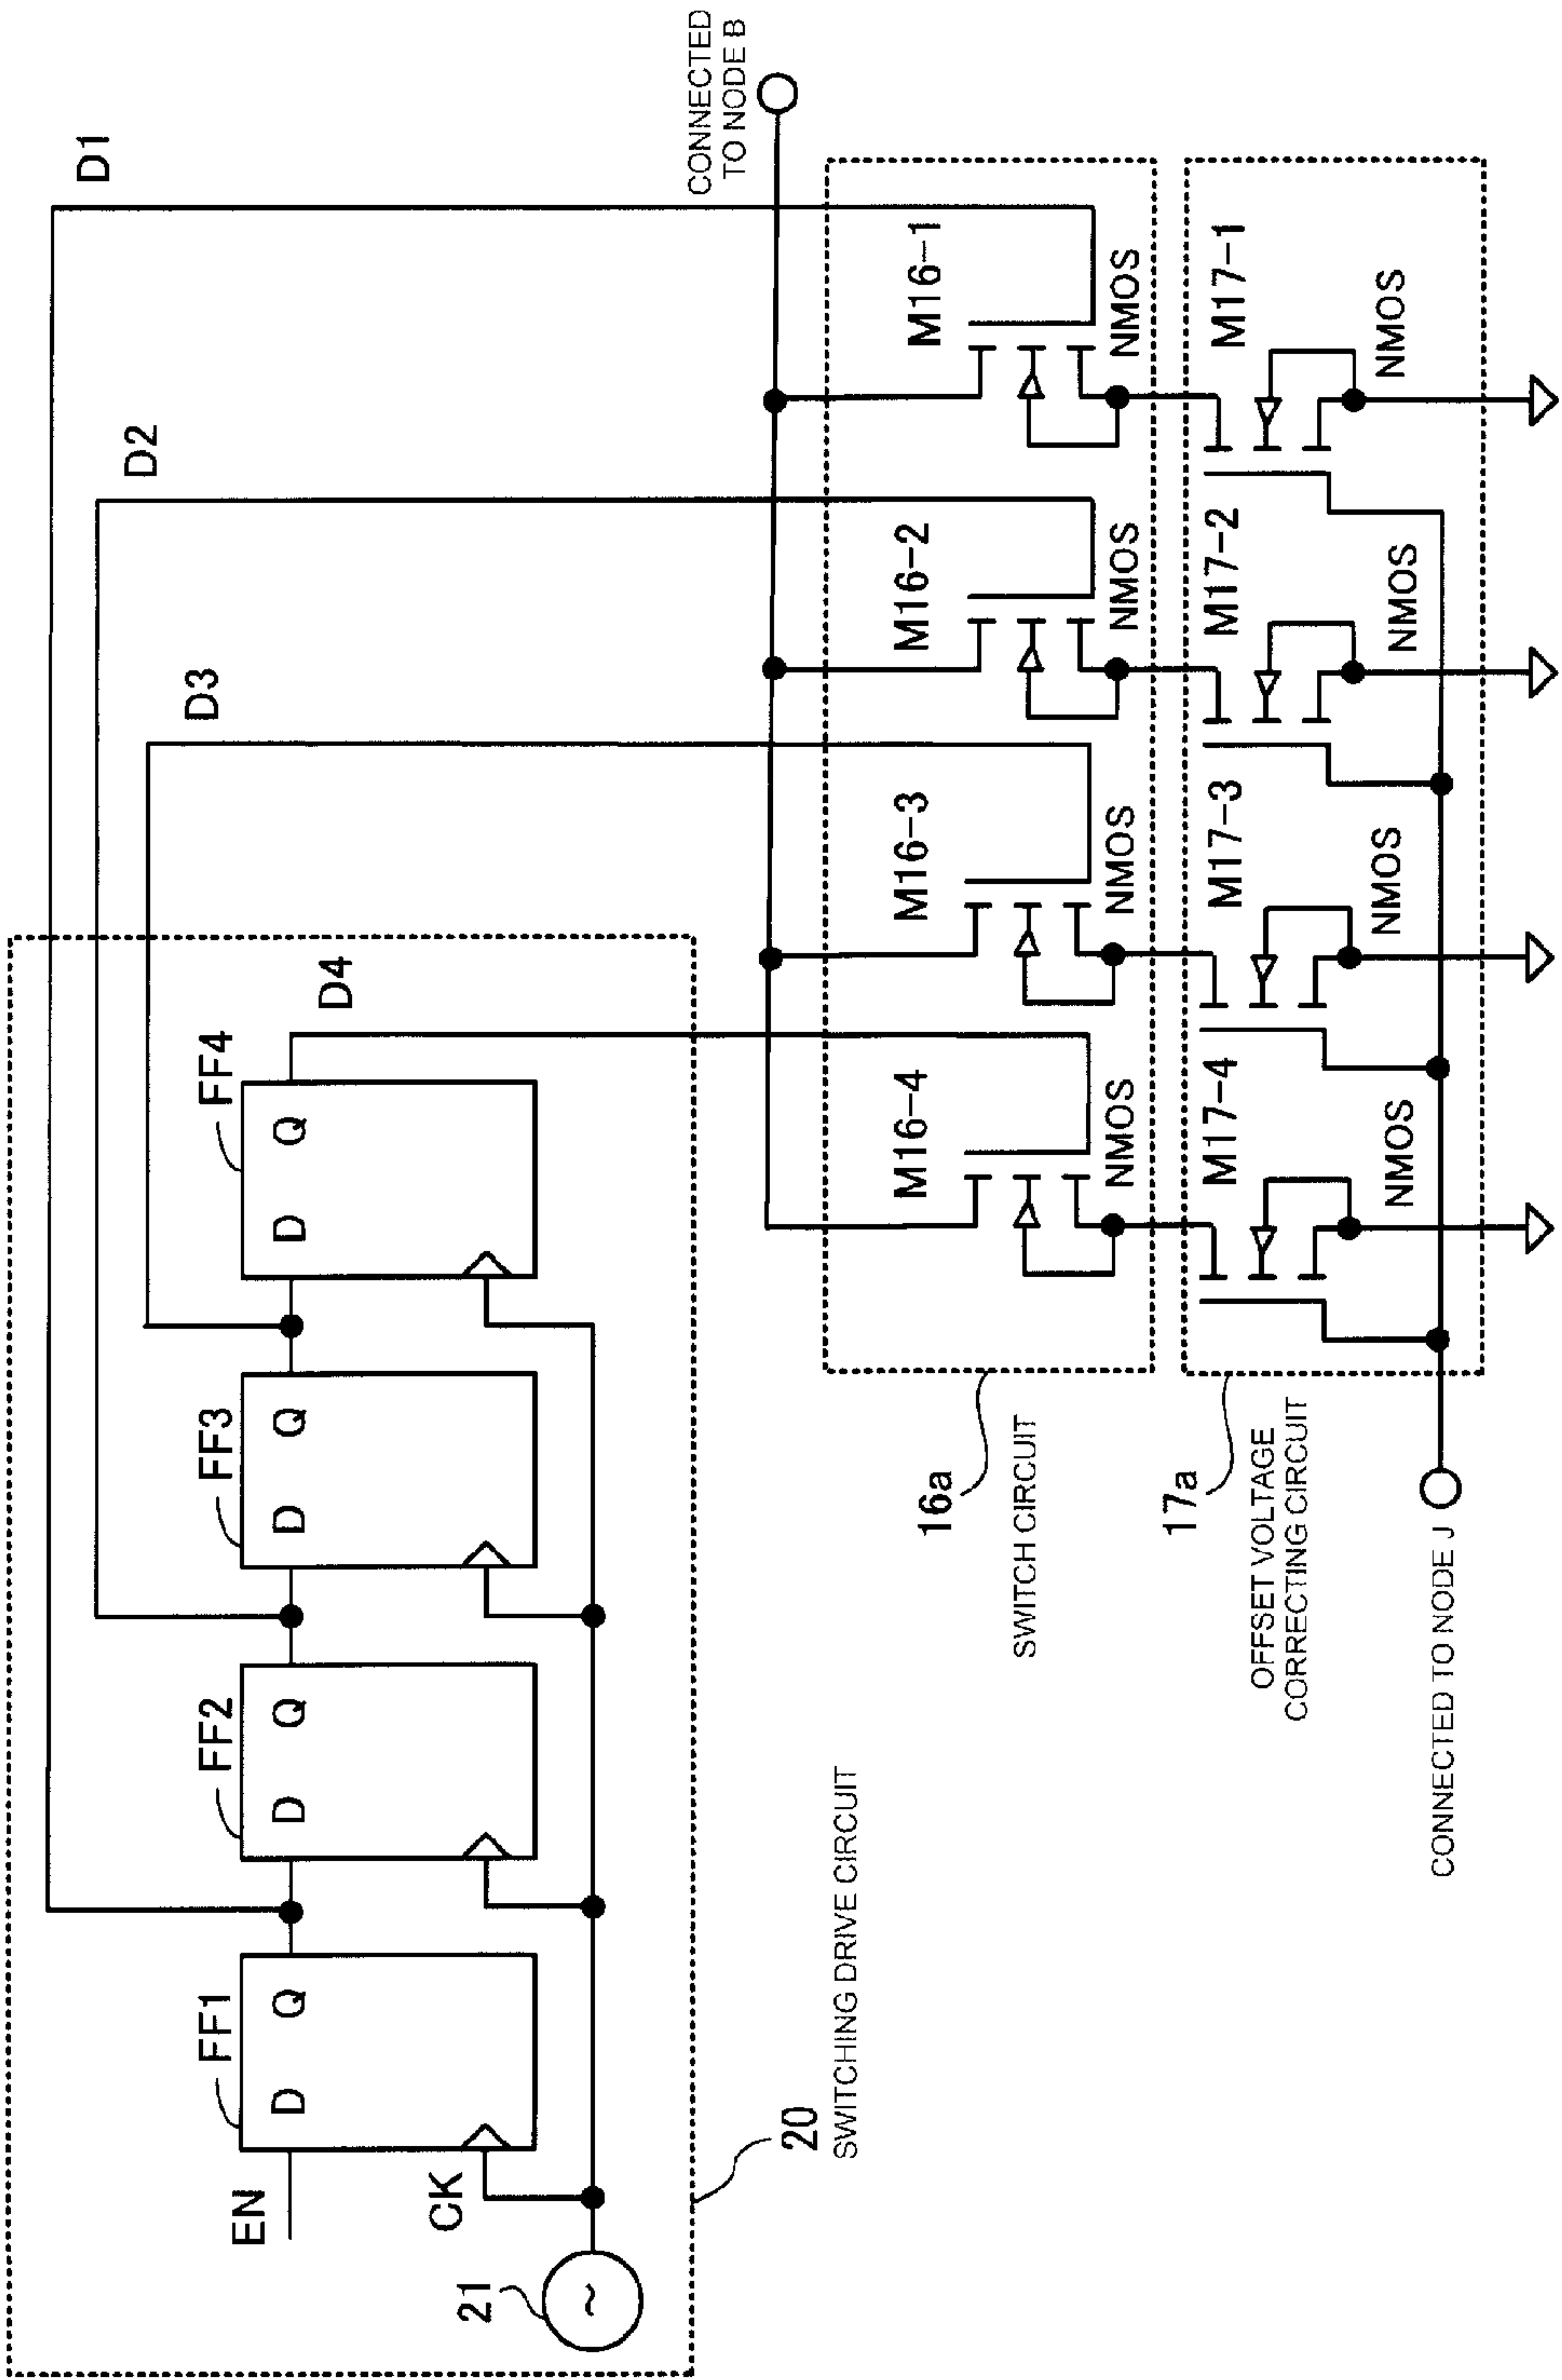 D1
D2
D3
D4
FF1
FF2
FF3
FF4
D Q
D Q
D Q
D Q
EN
CK
21
~
20
SWITCHING DRIVE CIRCUIT
CONNECTED
TO NODE B
M16-4
M16-3
M16-2
M16-1
NMOS
NMOS
NMOS
NMOS
16a
SWITCH CIRCUIT
M17-4
M17-3
M17-2
M17-1
NMOS
NMOS
NMOS
NMOS
17a
OFFSET VOLTAGE
CORRECTING CIRCUIT
CONNECTED TO NODE J